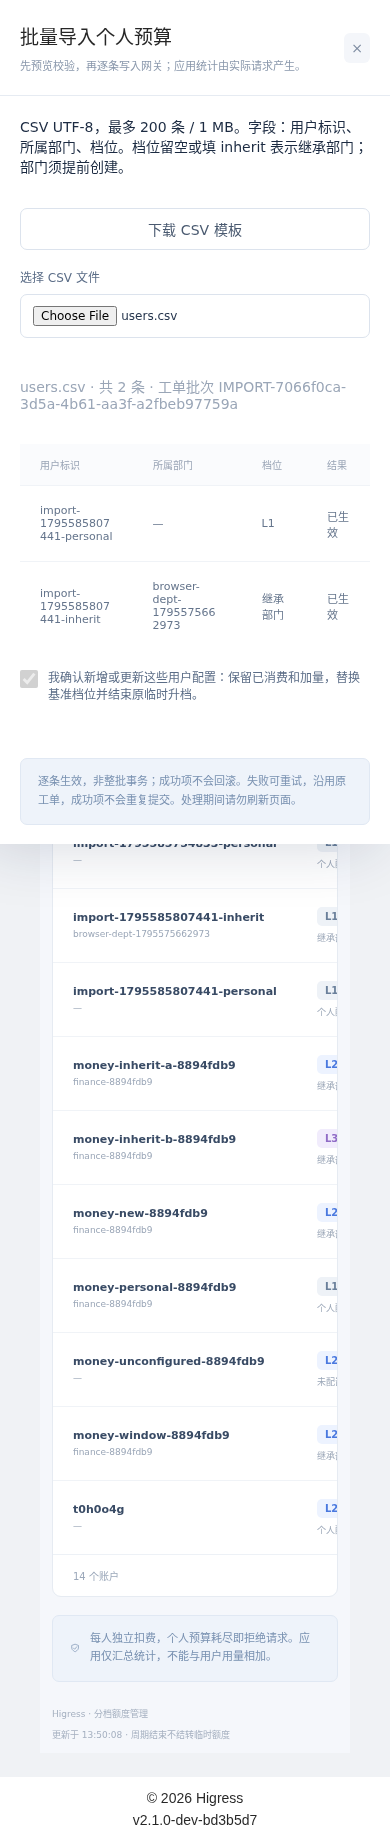 批量导入个人预算
先预览校验，再逐条写入网关；应用统计由实际请求产生。
×
CSV UTF-8，最多 200 条 / 1 MB。字段：用户标识、
所属部门、档位。档位留空或填 inherit 表示继承部门；
部门须提前创建。
下载 CSV 模板
选择 CSV 文件
Choose File users.csv
users.csv · 共 2 条 · 工单批次 IMPORT-7066f0ca-
3d5a-4b61-aa3f-a2fbeb97759a
用户标识 所属部门 档位 结果
import-
1795585807
441-personal
—
L1
已生
效
import-
1795585807
441-inherit
browser-
dept-
179557566
2973
继承
部门
已生
效
我确认新增或更新这些用户配置：保留已消费和加量，替换
基准档位并结束原临时升档。
逐条生效，非整批事务；成功项不会回滚。失败可重试，沿用原
工单，成功项不会重复提交。处理期间请勿刷新页面。
—
import-1795585807441-inherit L1
browser-dept-1795575662973
import-1795585807441-personal L1
—
money-inherit-a-8894fdb9 L2
finance-8894fdb9
money-inherit-b-8894fdb9 L3
finance-8894fdb9
money-new-8894fdb9 L2
finance-8894fdb9
money-personal-8894fdb9 L1
finance-8894fdb9
money-unconfigured-8894fdb9 L2
— 未配
money-window-8894fdb9 L2
finance-8894fdb9
t0h0o4g L2
—
14 个账户
每人独立扣费，个人预算耗尽即拒绝请求。应
用仅汇总统计，不能与用户用量相加。
Higress · 分档额度管理
更新于 13:50:08 · 周期结束不结转临时额度
© 2026 Higress
v2.1.0-dev-bd3b5d7